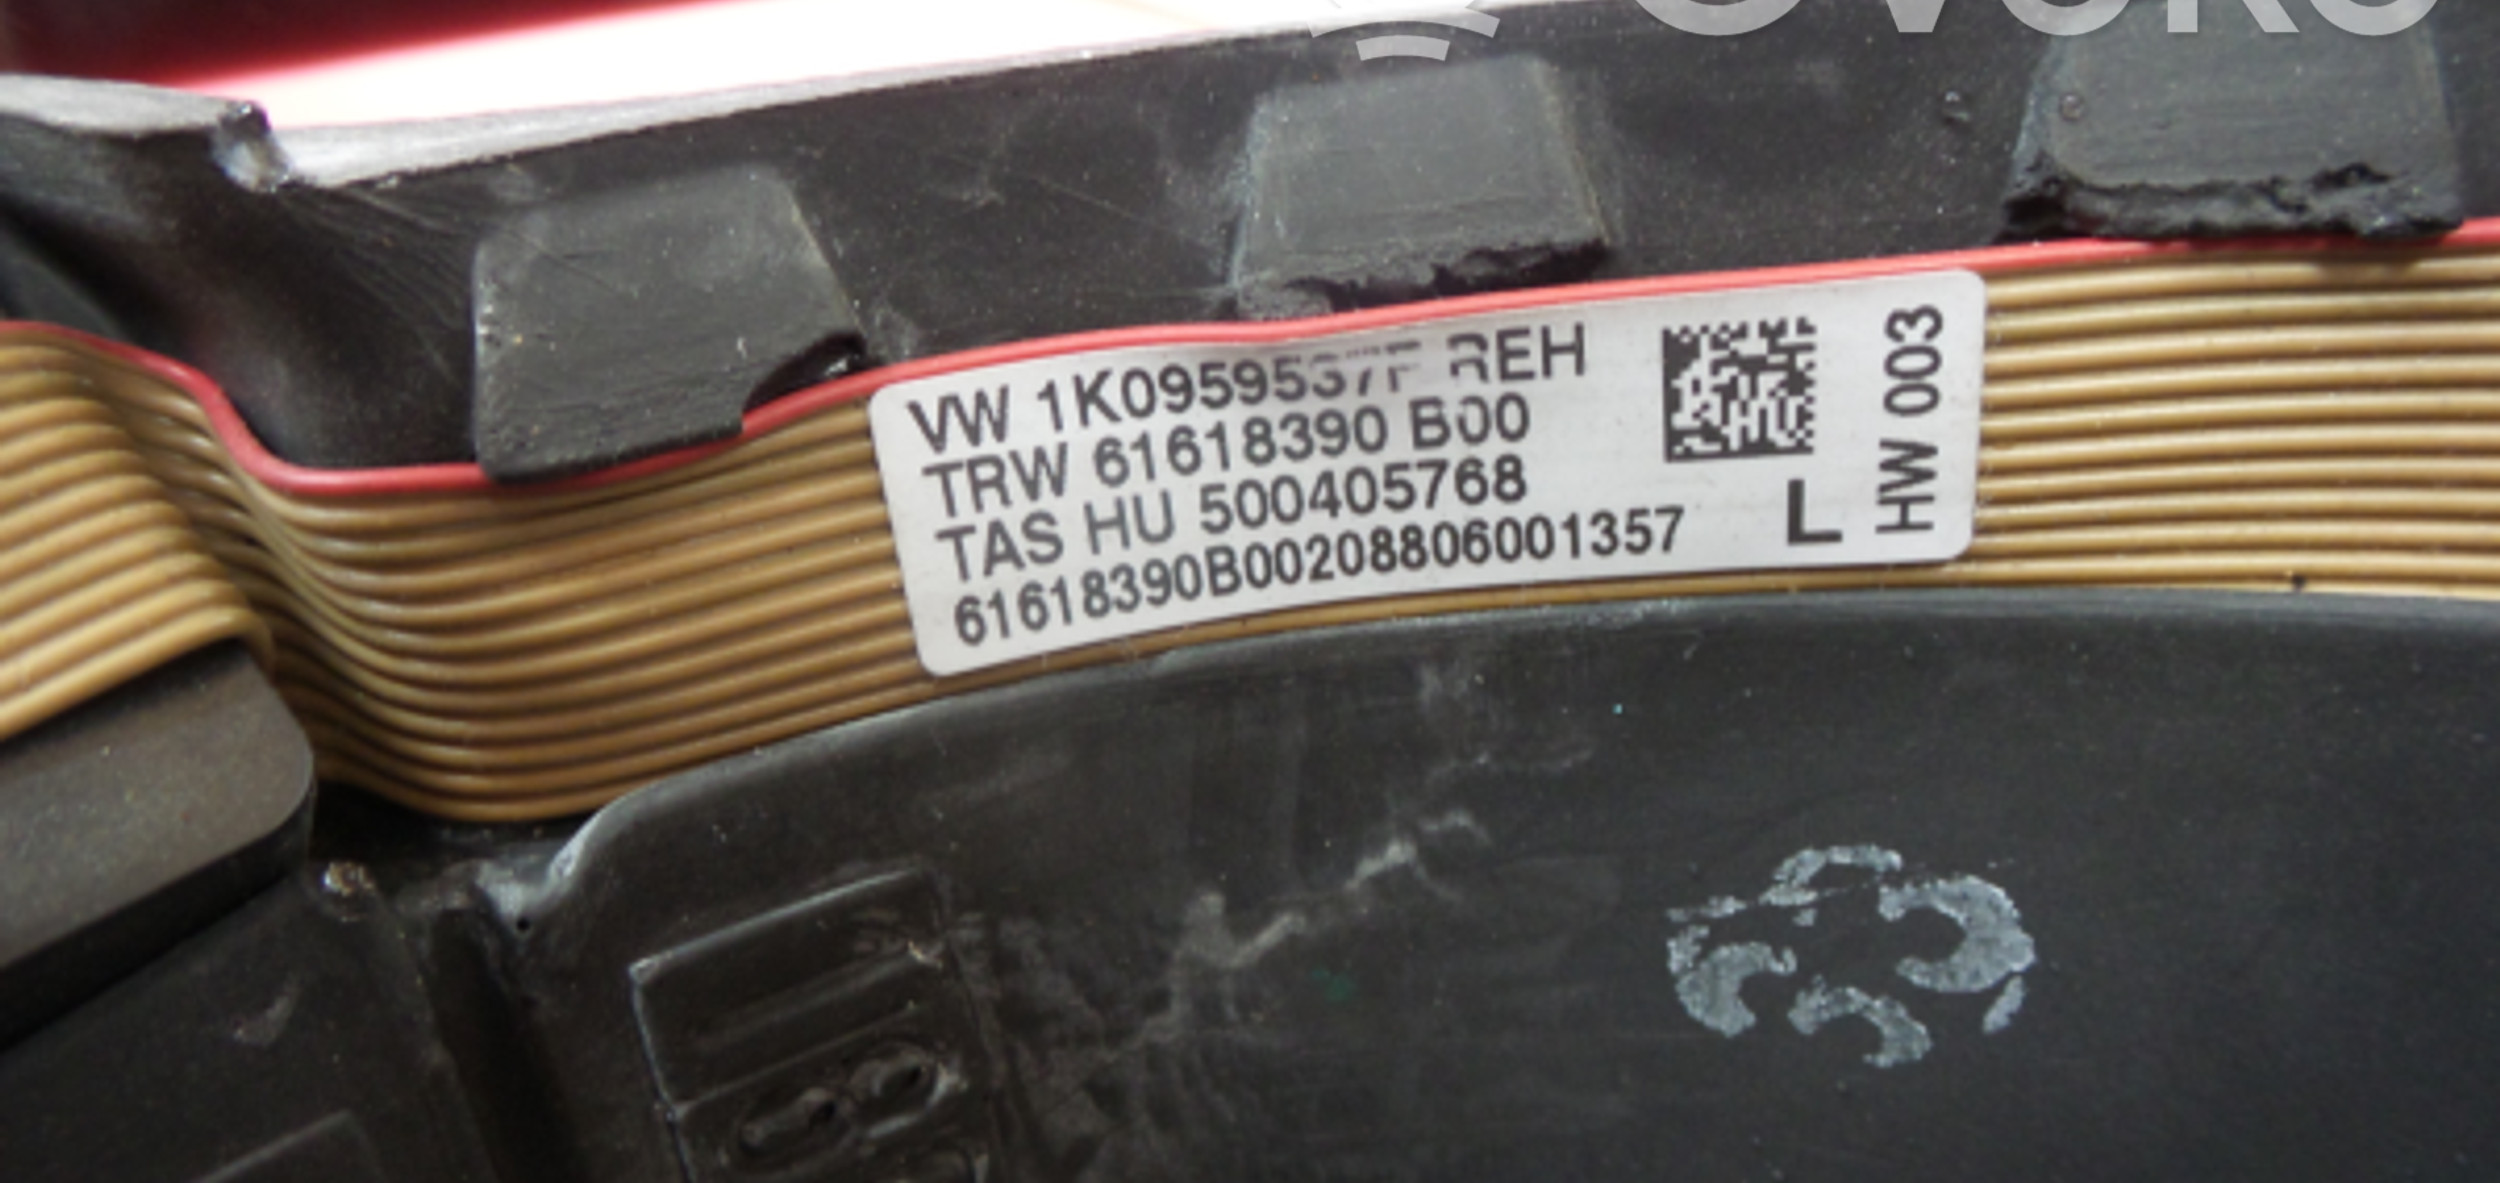 VW 1K0959537F REH
TRW 61618390 B00
TAS HU 500405768
61618390B00208806001357
L
HW 003